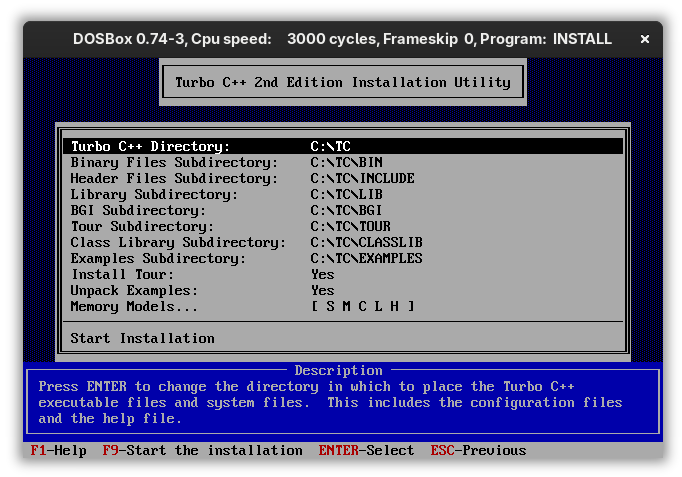 DOSBox 0.74-3, Cpu speed: 3000 cycles, Frameskip 0, Program: INSTALL ×
Turbo C++ 2nd Edition Installation Utility
Turbo C++ Directory: C:\TC
Binary Files Subdirectory: C:\TC\BIN
Header Files Subdirectory: C:\TC\INCLUDE
Library Subdirectory: C:\TC\LIB
BGI Subdirectory: C:\TC\BGI
Tour Subdirectory: C:\TC\TOUR
Class Library Subdirectory: C:\TC\CLASSLIB
Examples Subdirectory: C:\TC\EXAMPLES
Install Tour: Yes
Unpack Examples: Yes
Memory Models... [ S M C L H ]
Start Installation
Description
Press ENTER to change the directory in which to place the Turbo C++
executable files and system files. This includes the configuration files
and the help file.
F1-Help F9-Start the installation ENTER-Select ESC-Previous